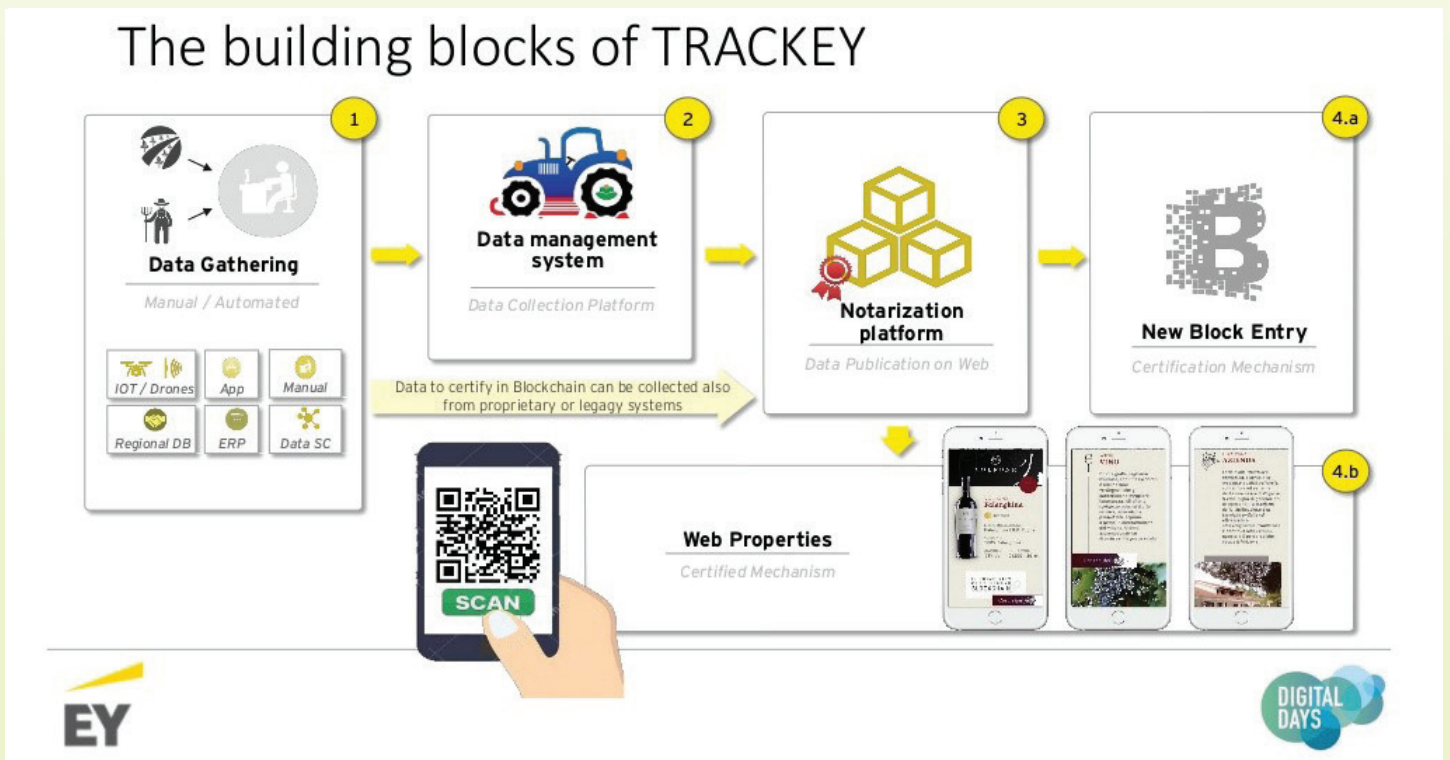 The building blocks of TRACKEY
1
Data Gathering
Manual / Automated
IOT / Drones
App
Manual
Regional DB
ERP
Data SC
2
Data management
system
Data Collection Platform
3
Notarization
platform
Data Publication on Web
4.a
New Block Entry
Certification Mechanism
Data to certify in Blockchain can be collected also
from proprietary or legagy systems
SCAN
4.b
Web Properties
Certified Mechanism
Falanghina
VINO
AZIENDA
EY
DIGITAL
DAYS